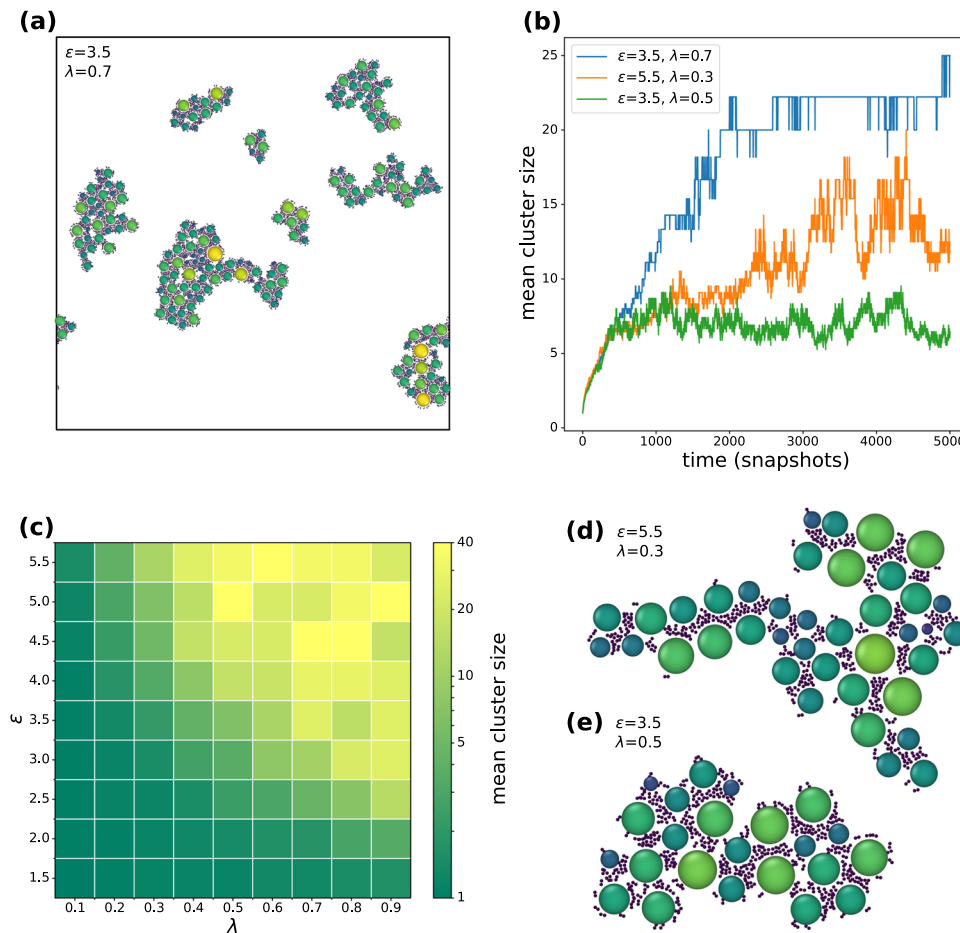 (a)
ε=3.5
λ=0.7
(b)
mean cluster size
25
20
15
10
5
0
ε=3.5, λ=0.7
ε=5.5, λ=0.3
ε=3.5, λ=0.5
0 1000 2000 3000 4000 5000
time (snapshots)
(c)
ε
5.5
5.0
4.5
4.0
3.5
3.0
2.5
2.0
1.5
0.1 0.2 0.3 0.4 0.5 0.6 0.7 0.8 0.9
λ
40
20
10
5
2
1
mean cluster size
(d)
ε=5.5
λ=0.3
(e)
ε=3.5
λ=0.5